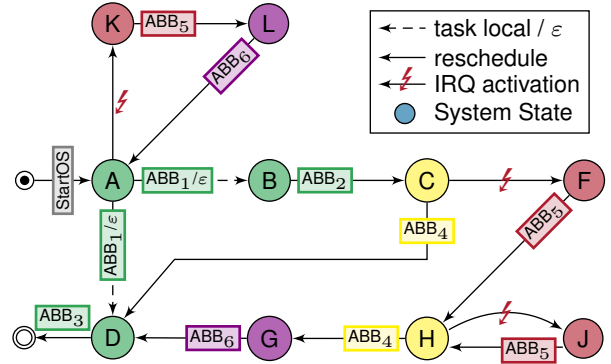 K ABB₅ L
ABB₆
task local / ε
reschedule
IRQ activation
System State
StartOS
A ABB₁/ε B ABB₂ C F
ABB₁/ε
ABB₄
ABB₅
ABB₃ D ABB₆ G ABB₄ H ABB₅ J